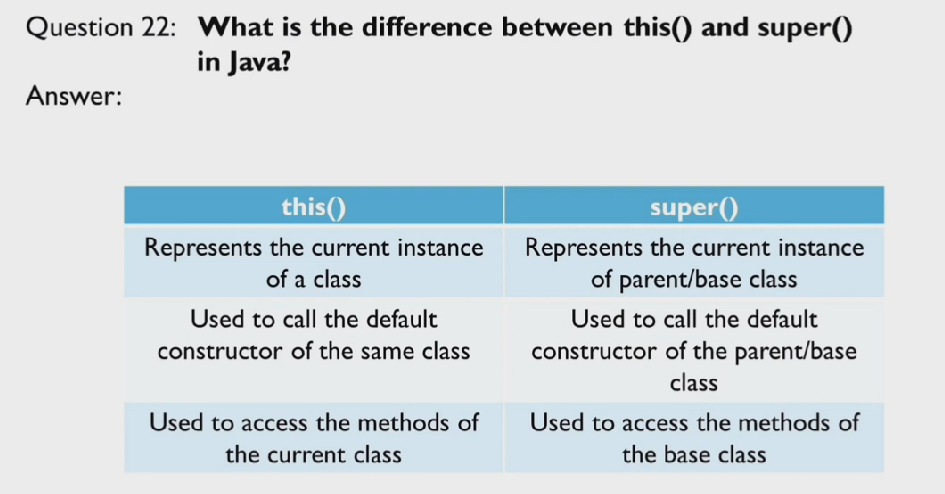 Question 22: What is the difference between this() and super()
in Java?
Answer:
this() super()
Represents the current instance
of a class
Represents the current instance
of parent/base class
Used to call the default
constructor of the same class
Used to call the default
constructor of the parent/base
class
Used to access the methods of
the current class
Used to access the methods of
the base class